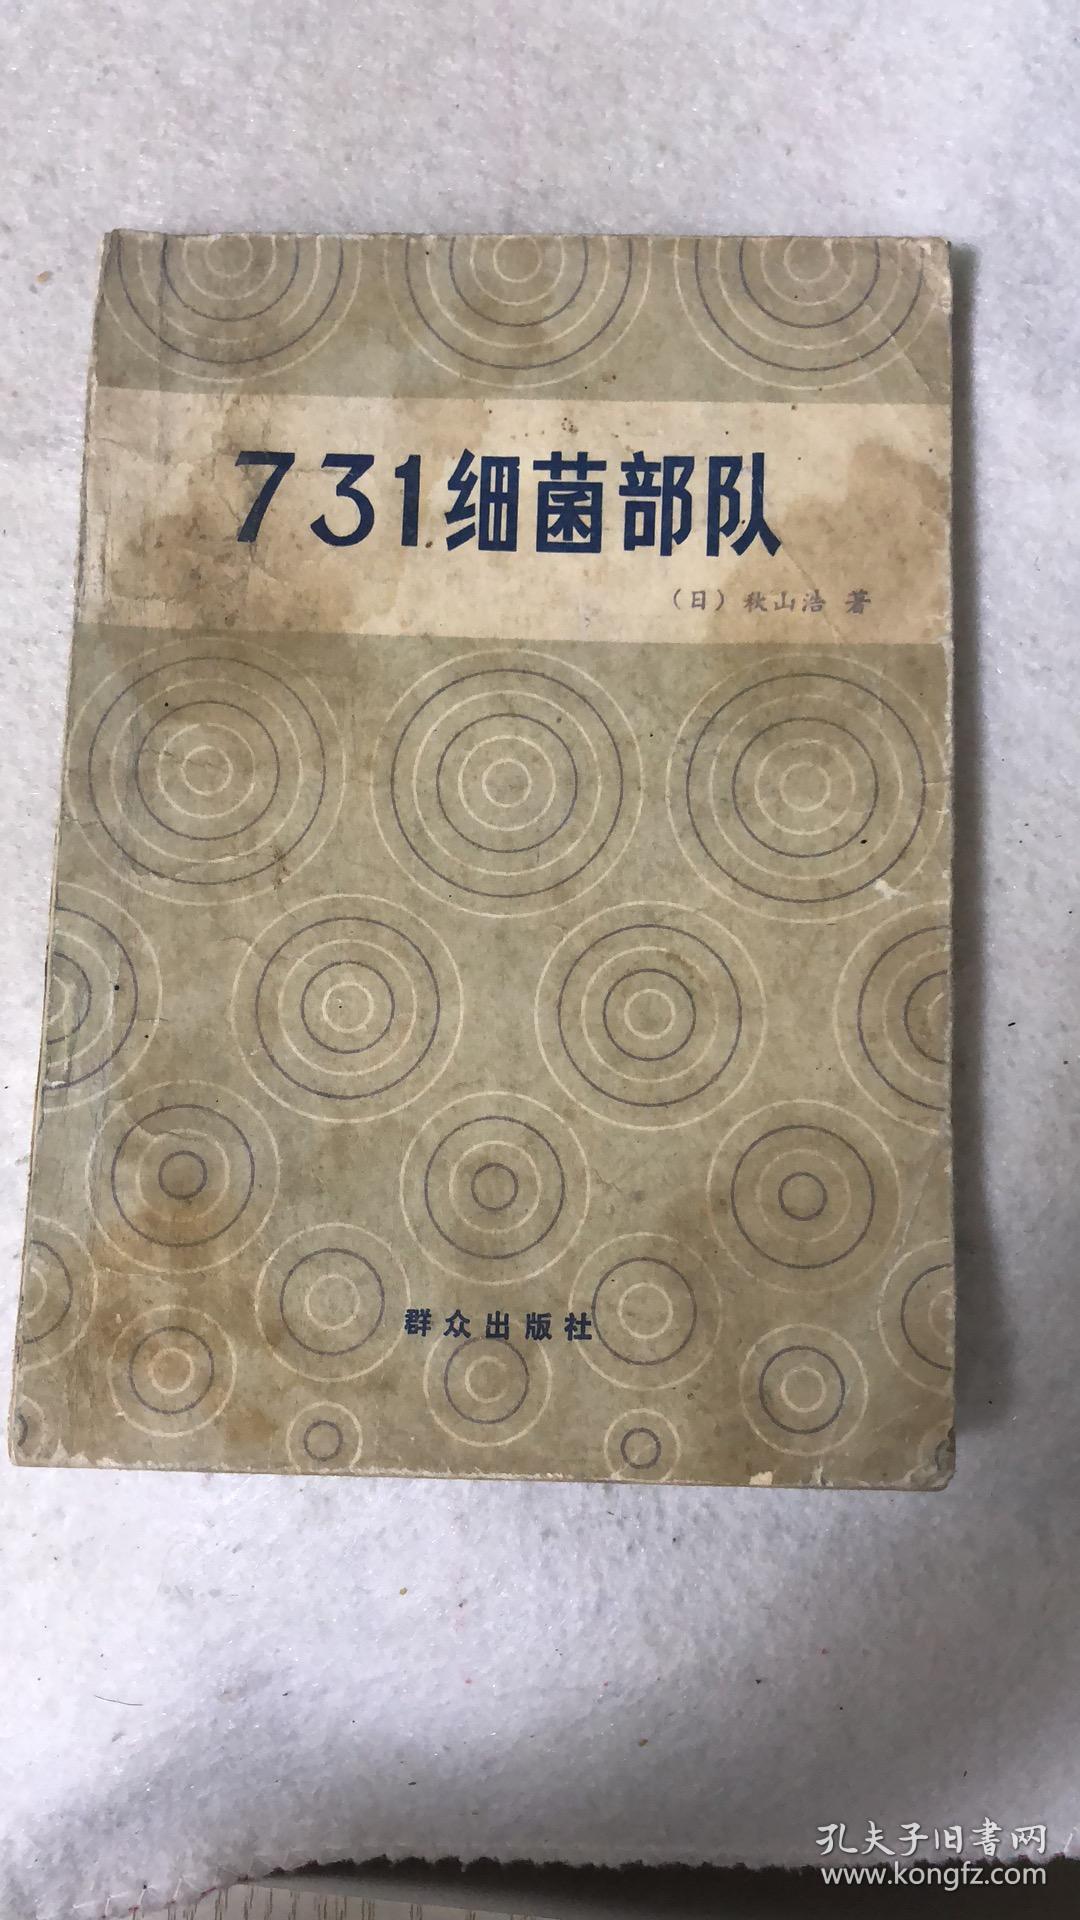 731细菌部队
（日）秋山浩 著
群众出版社
孔夫子旧書网
www.kongfz.com